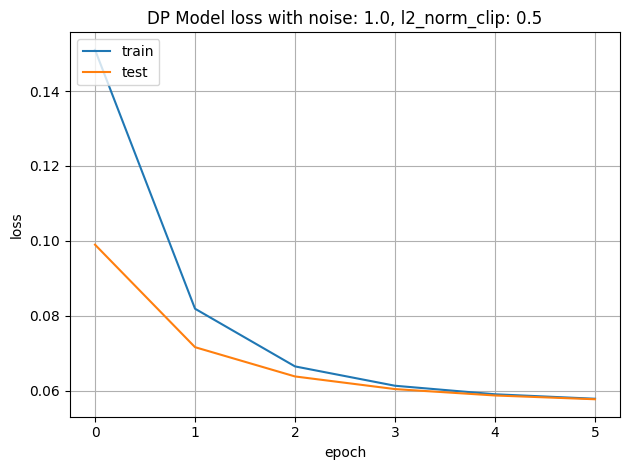 DP Model loss with noise: 1.0, l2_norm_clip: 0.5
train
test
0.14
0.12
0.10
0.08
0.06
loss
0 1 2 3 4 5
epoch